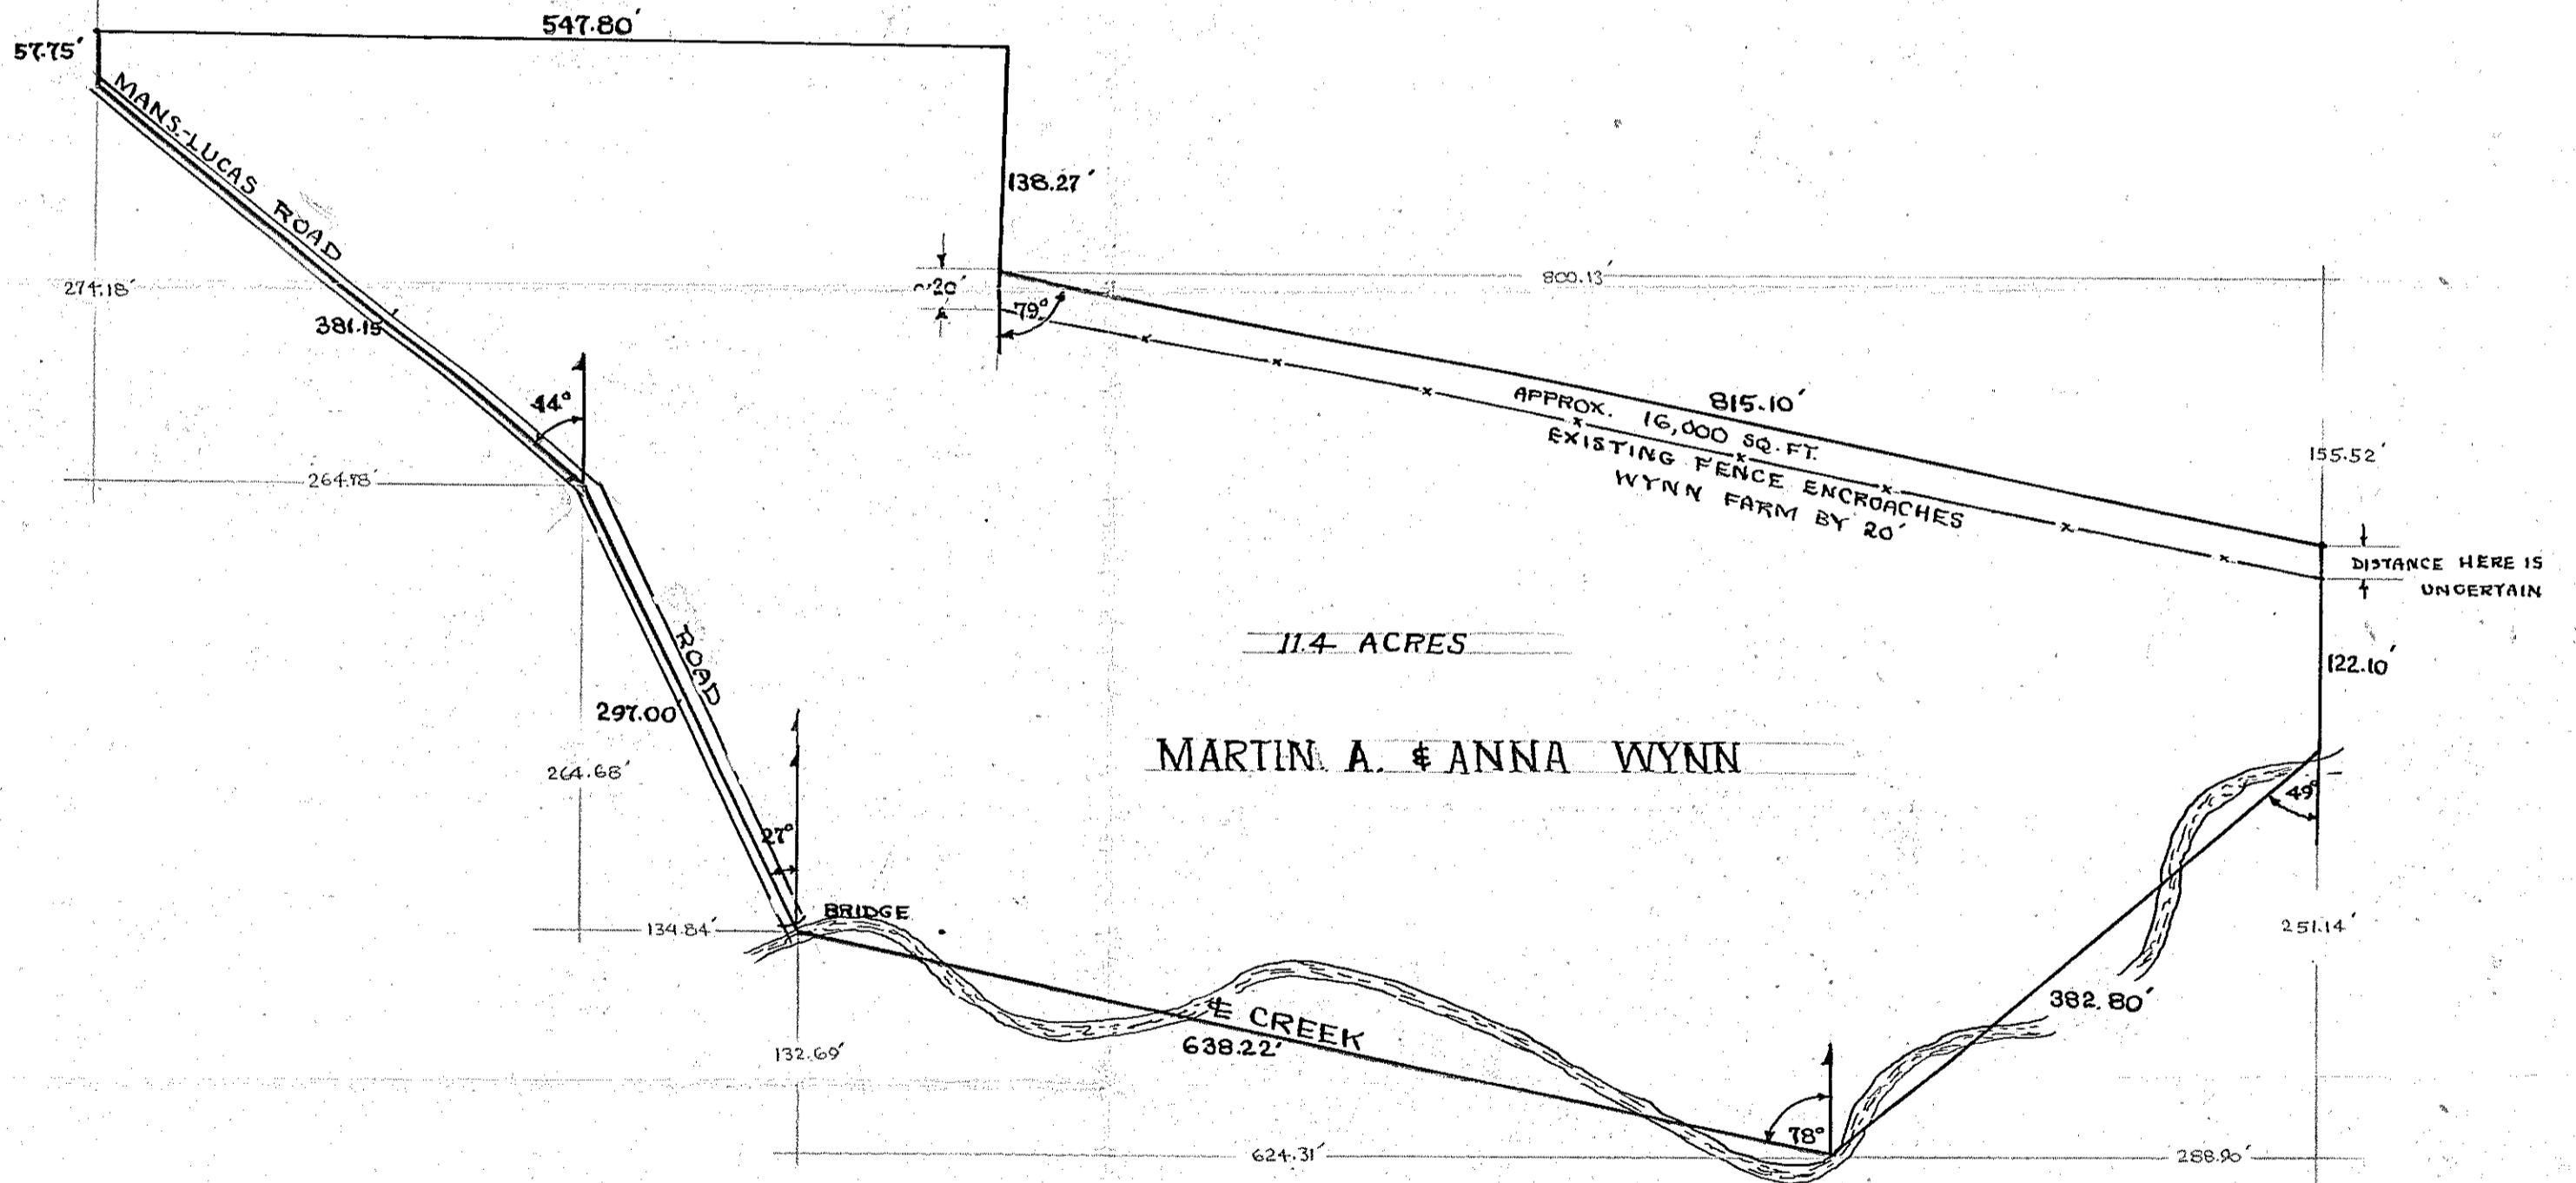 547.80'
57.75'
MANS.-LUCAS ROAD
138.27'
800.13'
274.18'
~20'
79°
381.15'
44°
815.10'
APPROX. 16,000 SQ. FT.
EXISTING FENCE ENCROACHES
WYNN FARM BY 20'
155.52'
264.78'
DISTANCE HERE IS
UNCERTAIN
11.4 ACRES
122.10'
ROAD
297.00'
MARTIN A. & ANNA WYNN
264.68'
49°
27°
BRIDGE
134.84'
251.14'
℄ CREEK
382.80'
638.22'
132.69'
78°
624.31'
288.90'